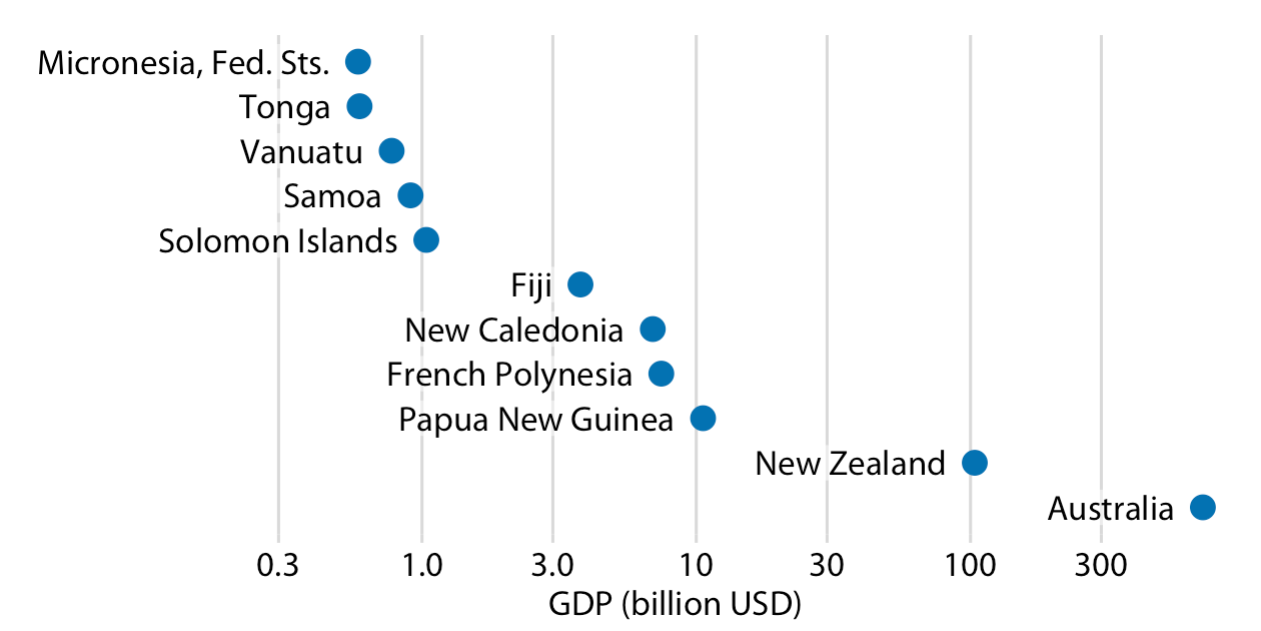 Micronesia, Fed. Sts.
Tonga
Vanuatu
Samoa
Solomon Islands
Fiji
New Caledonia
French Polynesia
Papua New Guinea
New Zealand
Australia
0.3 1.0 3.0 10 30 100 300
GDP (billion USD)